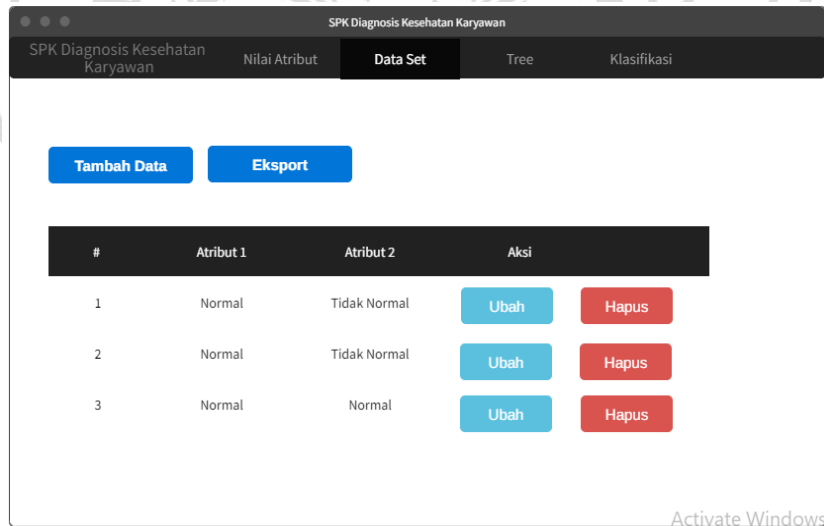 SPK Diagnosis Kesehatan Karyawan
SPK Diagnosis Kesehatan
Karyawan
Nilai Atribut
Data Set
Tree
Klasifikasi
Tambah Data
Eksport
# Atribut 1 Atribut 2 Aksi
1 Normal Tidak Normal Ubah Hapus
2 Normal Tidak Normal Ubah Hapus
3 Normal Normal Ubah Hapus
Activate Windows